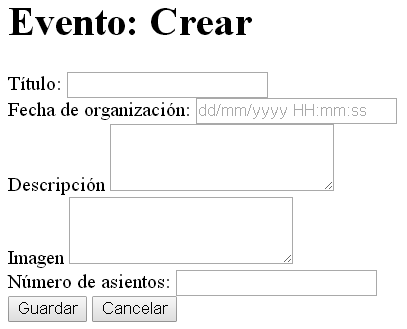 Evento: Crear
Título:
Fecha de organización: dd/mm/yyyy HH:mm:ss
Descripción
Imagen
Número de asientos:
Guardar Cancelar